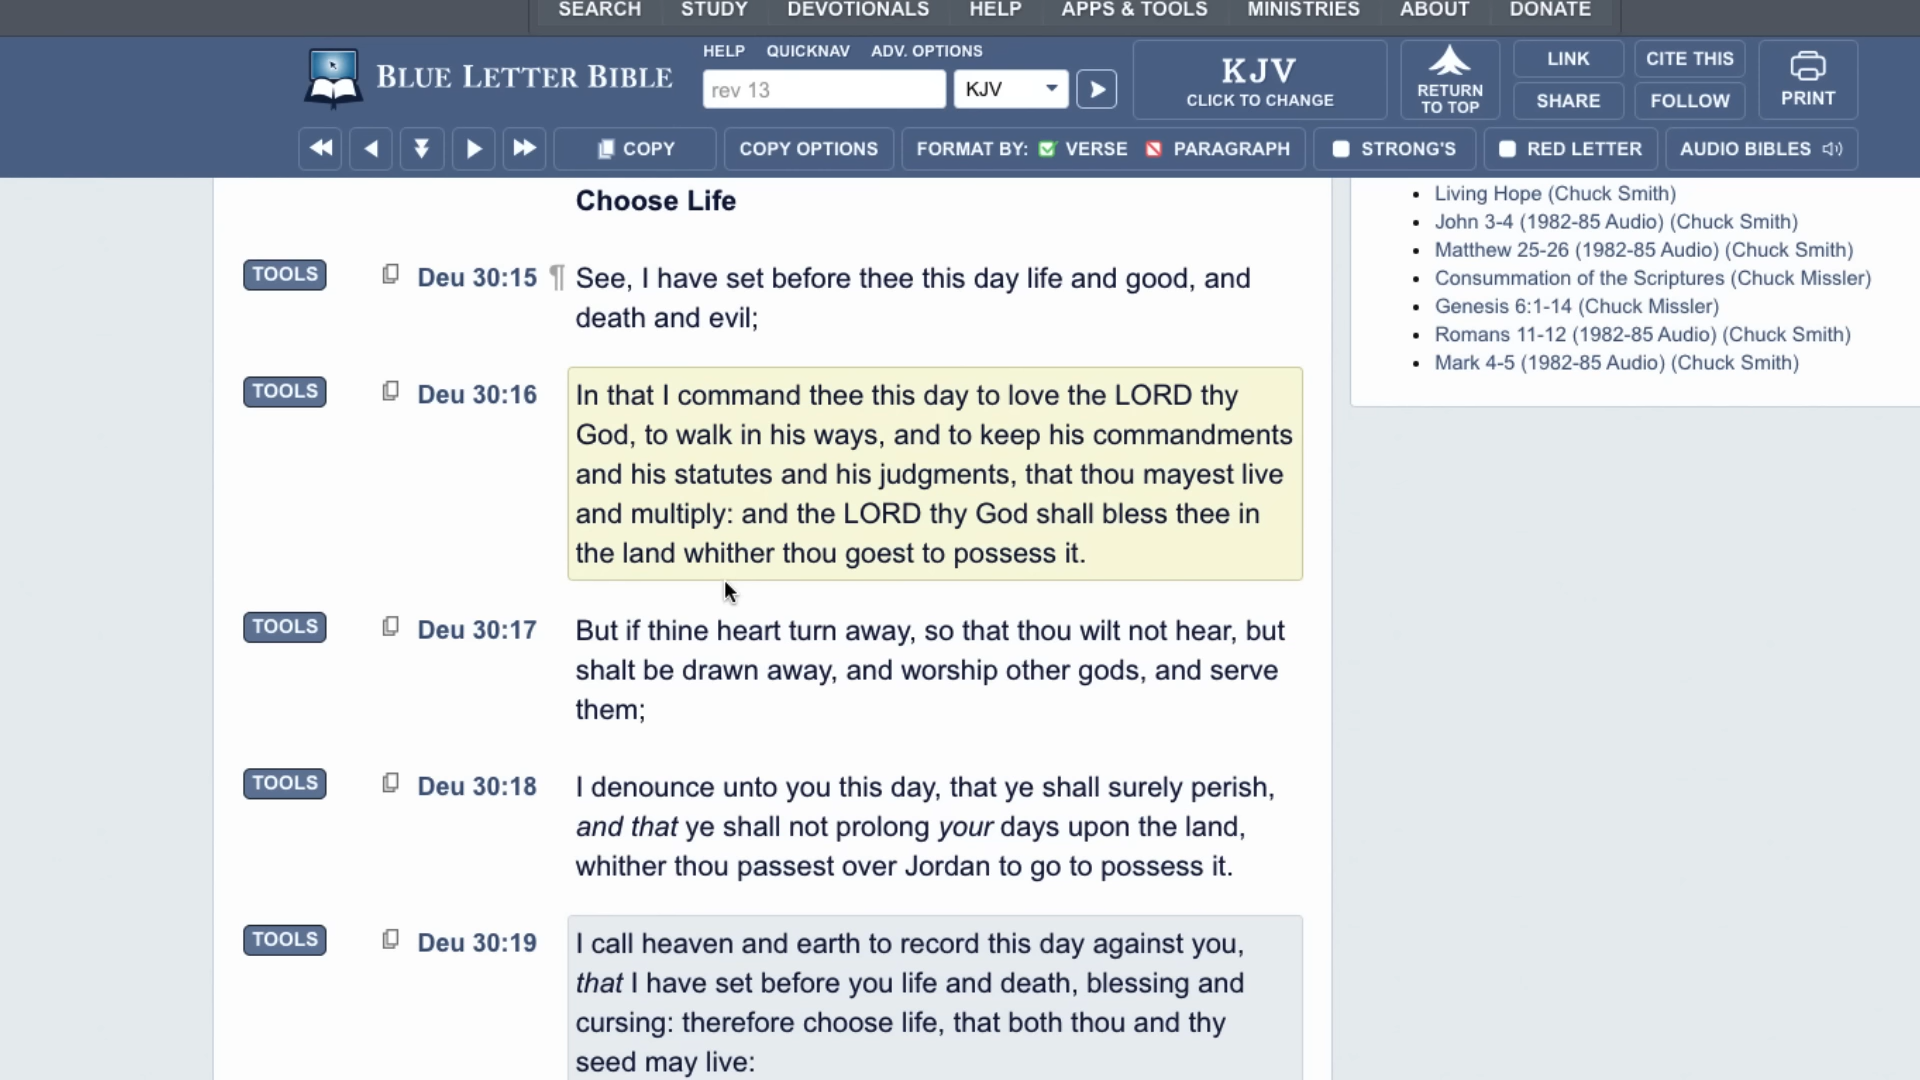 SEARCH STUDY DEVOTIONALS HELP APPS & TOOLS MINISTRIES ABOUT DONATE
BLUE LETTER BIBLE
HELP QUICKNAV ADV. OPTIONS
rev 13 KJV
KJV
CLICK TO CHANGE
RETURN
TO TOP
LINK CITE THIS
SHARE FOLLOW
PRINT
COPY COPY OPTIONS FORMAT BY: VERSE PARAGRAPH STRONG'S RED LETTER AUDIO BIBLES
Choose Life
TOOLS Deu 30:15 ¶ See, I have set before thee this day life and good, and
death and evil;
TOOLS Deu 30:16 In that I command thee this day to love the LORD thy
God, to walk in his ways, and to keep his commandments
and his statutes and his judgments, that thou mayest live
and multiply: and the LORD thy God shall bless thee in
the land whither thou goest to possess it.
TOOLS Deu 30:17 But if thine heart turn away, so that thou wilt not hear, but
shalt be drawn away, and worship other gods, and serve
them;
TOOLS Deu 30:18 I denounce unto you this day, that ye shall surely perish,
and that ye shall not prolong your days upon the land,
whither thou passest over Jordan to go to possess it.
TOOLS Deu 30:19 I call heaven and earth to record this day against you,
that I have set before you life and death, blessing and
cursing: therefore choose life, that both thou and thy
seed may live:
• Living Hope (Chuck Smith)
• John 3-4 (1982-85 Audio) (Chuck Smith)
• Matthew 25-26 (1982-85 Audio) (Chuck Smith)
• Consummation of the Scriptures (Chuck Missler)
• Genesis 6:1-14 (Chuck Missler)
• Romans 11-12 (1982-85 Audio) (Chuck Smith)
• Mark 4-5 (1982-85 Audio) (Chuck Smith)